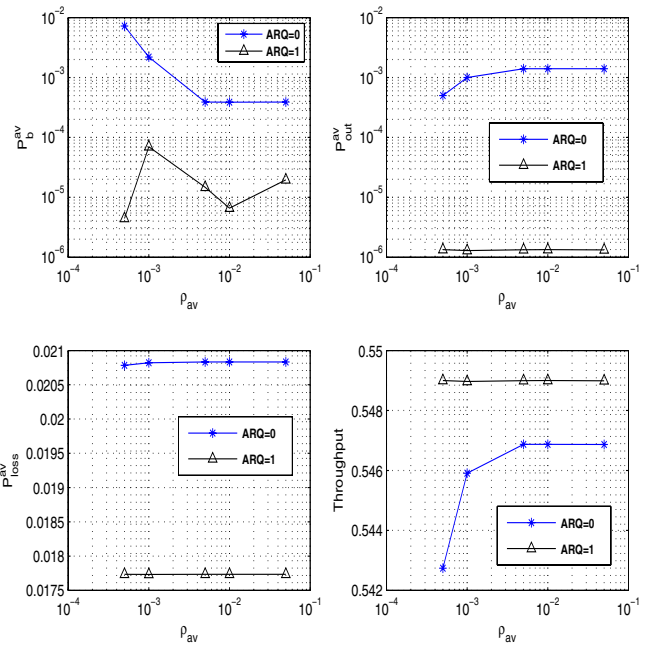 10^-2
10^-3
10^-4
10^-5
10^-6
P_b^av
ARQ=0
ARQ=1
10^-4 10^-3 10^-2 10^-1
ρ_av
10^-2
10^-3
10^-4
10^-5
10^-6
P_out^av
ARQ=0
ARQ=1
10^-4 10^-3 10^-2 10^-1
ρ_av
0.021
0.0205
0.02
0.0195
0.019
0.0185
0.018
0.0175
P_loss^av
ARQ=0
ARQ=1
10^-4 10^-3 10^-2 10^-1
ρ_av
0.55
0.548
0.546
0.544
0.542
Throughput
ARQ=0
ARQ=1
10^-4 10^-3 10^-2 10^-1
ρ_av